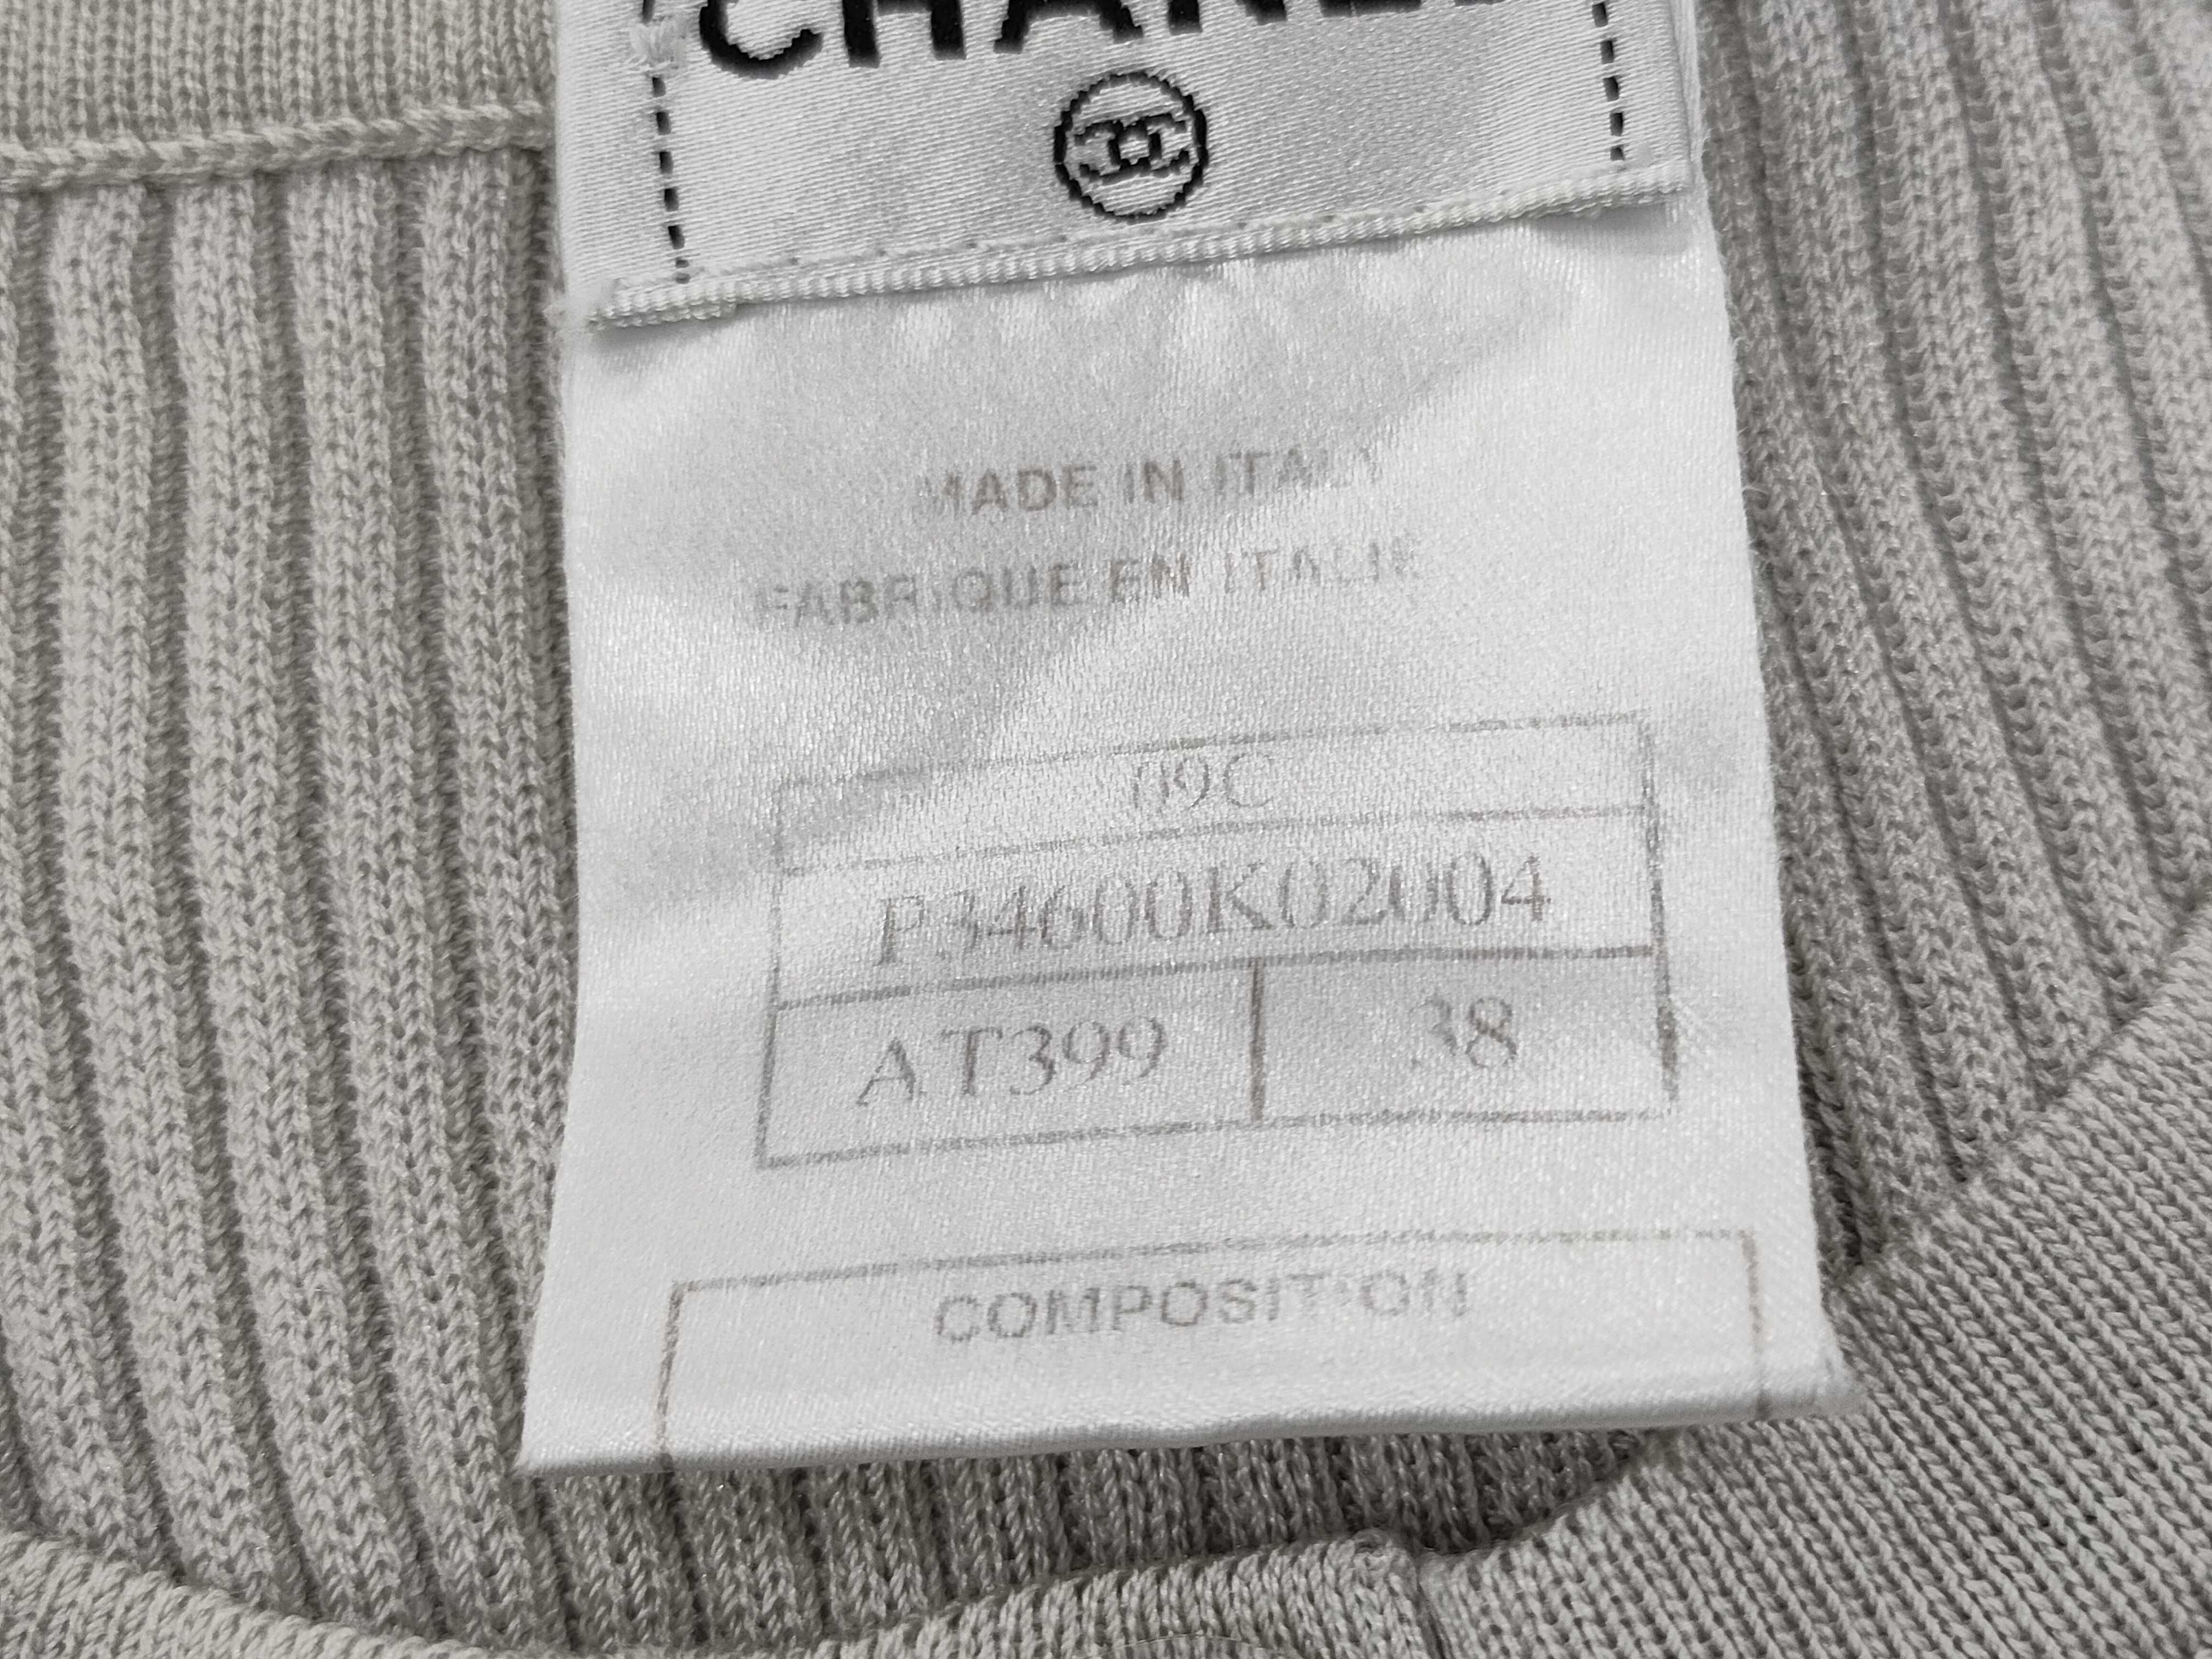 CHANEL
MADE IN ITALY
FABRIQUE EN ITALIE
09C
P34600K02004
AT399 38
COMPOSITION